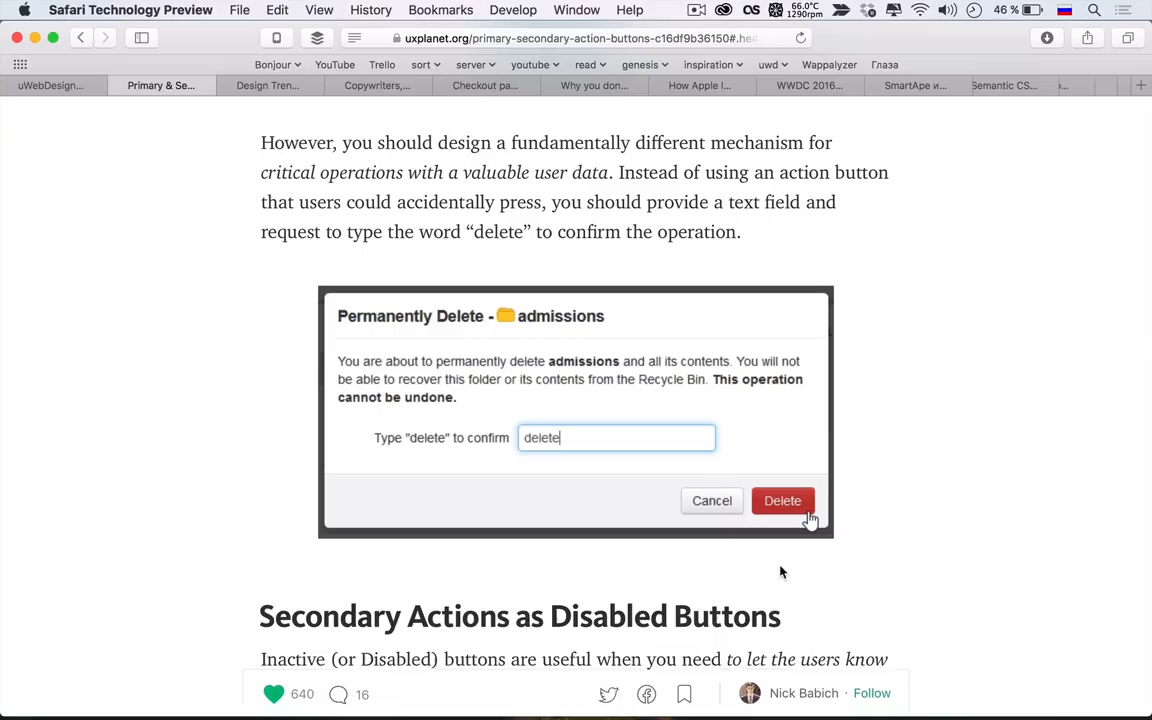 Safari Technology Preview File Edit View History Bookmarks Develop Window Help 66.0°C 1290rpm 46 %
uxplanet.org/primary-secondary-action-buttons-c16df9b36150#.he
Bonjour YouTube Trello sort server youtube read genesis inspiration uwd Wappalyzer Глаза
uWebDesign... Primary & Se... Design Tren... Copywriters,... Checkout pa... Why you don... How Apple I... WWDC 2016... SmartApe и... Semantic CS...
However, you should design a fundamentally different mechanism for
critical operations with a valuable user data. Instead of using an action button
that users could accidentally press, you should provide a text field and
request to type the word “delete” to confirm the operation.
Permanently Delete - admissions
You are about to permanently delete admissions and all its contents. You will not
be able to recover this folder or its contents from the Recycle Bin. This operation
cannot be undone.
Type "delete" to confirm delete
Cancel Delete
Secondary Actions as Disabled Buttons
Inactive (or Disabled) buttons are useful when you need to let the users know
640 16 Nick Babich · Follow